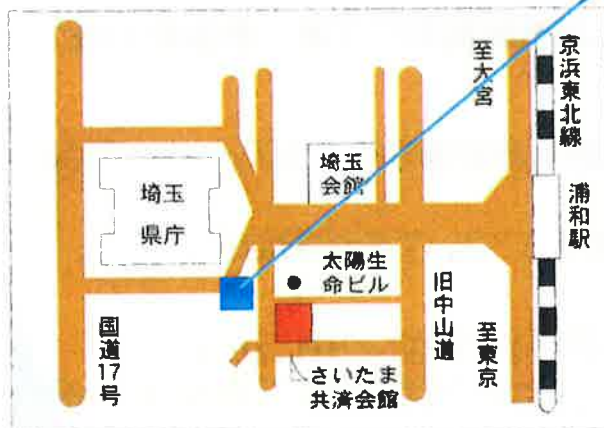 京浜東北線
至大宮
浦和駅
埼玉
会館
埼玉
県庁
太陽生
命ビル
旧中山道
至東京
国道17号
さいたま
共済会館